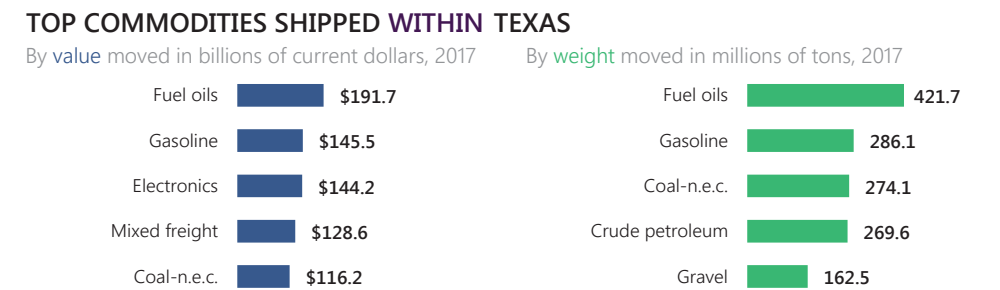 TOP COMMODITIES SHIPPED WITHIN TEXAS
By value moved in billions of current dollars, 2017
Fuel oils $191.7
Gasoline $145.5
Electronics $144.2
Mixed freight $128.6
Coal-n.e.c. $116.2
By weight moved in millions of tons, 2017
Fuel oils 421.7
Gasoline 286.1
Coal-n.e.c. 274.1
Crude petroleum 269.6
Gravel 162.5